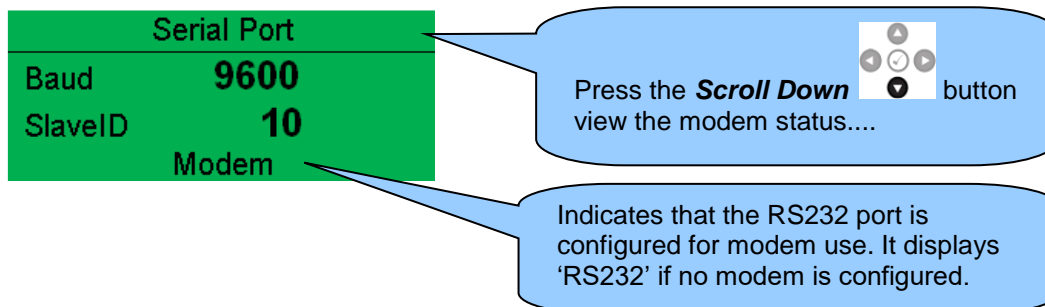 Serial Port
Baud 9600
SlaveID 10
Modem
Press the Scroll Down button
view the modem status....
Indicates that the RS232 port is
configured for modem use. It displays
‘RS232’ if no modem is configured.